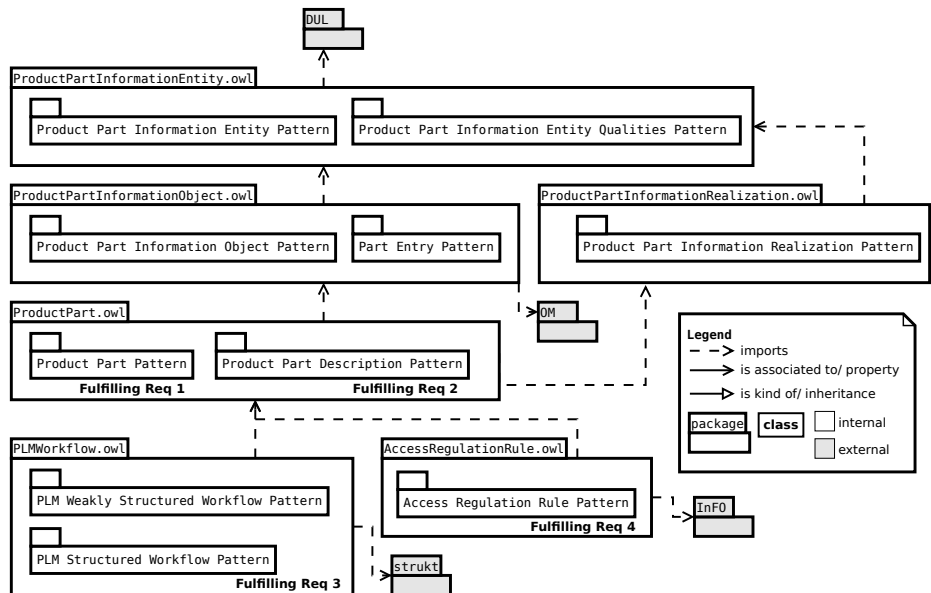 DUL
ProductPartInformationEntity.owl
Product Part Information Entity Pattern
Product Part Information Entity Qualities Pattern
ProductPartInformationObject.owl
Product Part Information Object Pattern
Part Entry Pattern
ProductPartInformationRealization.owl
Product Part Information Realization Pattern
ProductPart.owl
Product Part Pattern
Fulfilling Req 1
Product Part Description Pattern
Fulfilling Req 2
OM
Legend
imports
is associated to/ property
is kind of/ inheritance
package
class
internal
external
PLMWorkflow.owl
PLM Weakly Structured Workflow Pattern
PLM Structured Workflow Pattern
Fulfilling Req 3
AccessRegulationRule.owl
Access Regulation Rule Pattern
Fulfilling Req 4
InFO
strukt